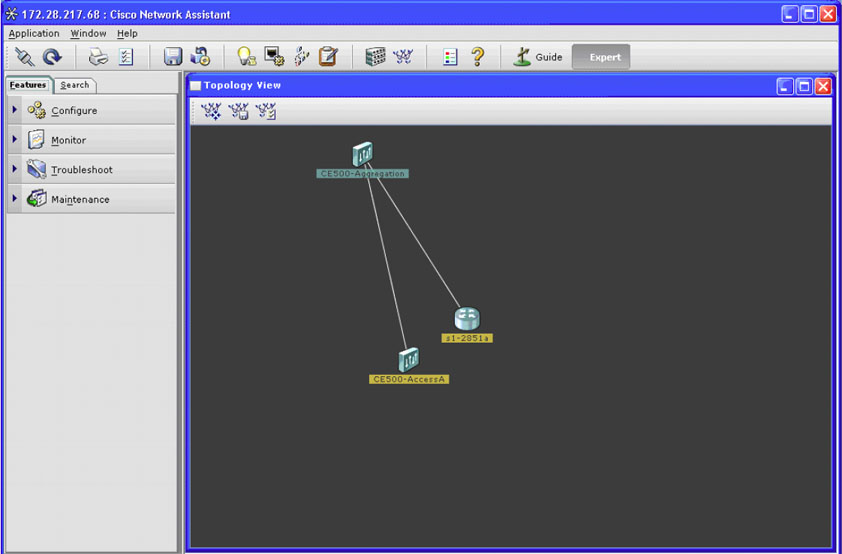 172.28.217.68 : Cisco Network Assistant
Application Window Help
Guide Expert
Features Search
Topology View
Configure
Monitor
Troubleshoot
Maintenance
CE500-Aggregation
s1-2851a
CE500-AccessA